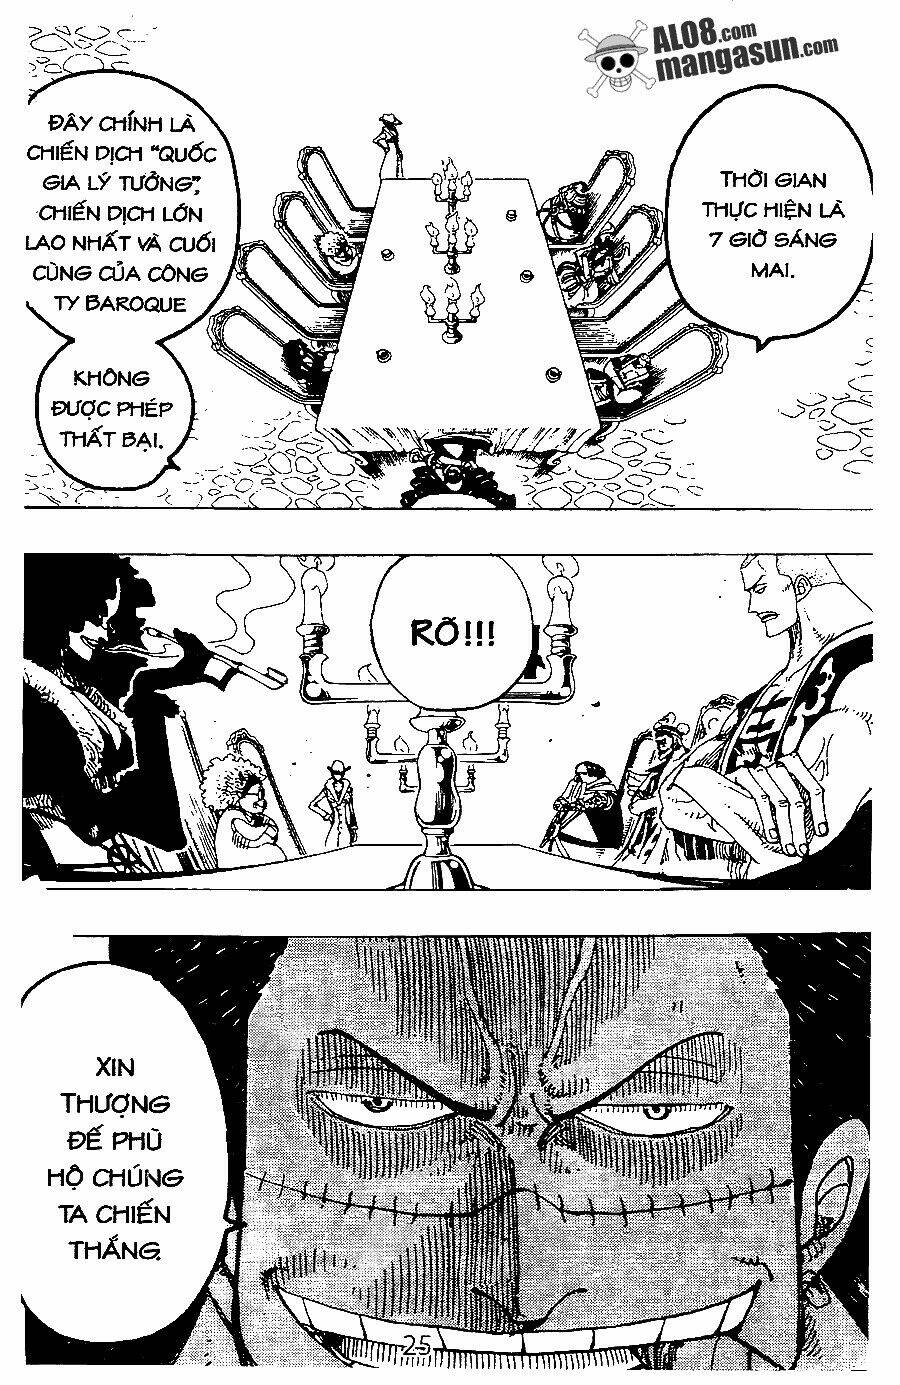 AL08.com
mangasun.com
THỜI GIAN
THỰC HIỆN LÀ
7 GIỜ SÁNG
MAI.
ĐÂY CHÍNH LÀ
CHIẾN DỊCH "QUỐC
GIA LÝ TƯỞNG",
CHIẾN DỊCH LỚN
LAO NHẤT VÀ CUỐI
CÙNG CỦA CÔNG
TY BAROQUE
KHÔNG
ĐƯỢC PHÉP
THẤT BẠI.
RÕ!!!
XIN
THƯỢNG
ĐẾ PHÙ
HỘ CHÚNG
TA CHIẾN
THẮNG.
25